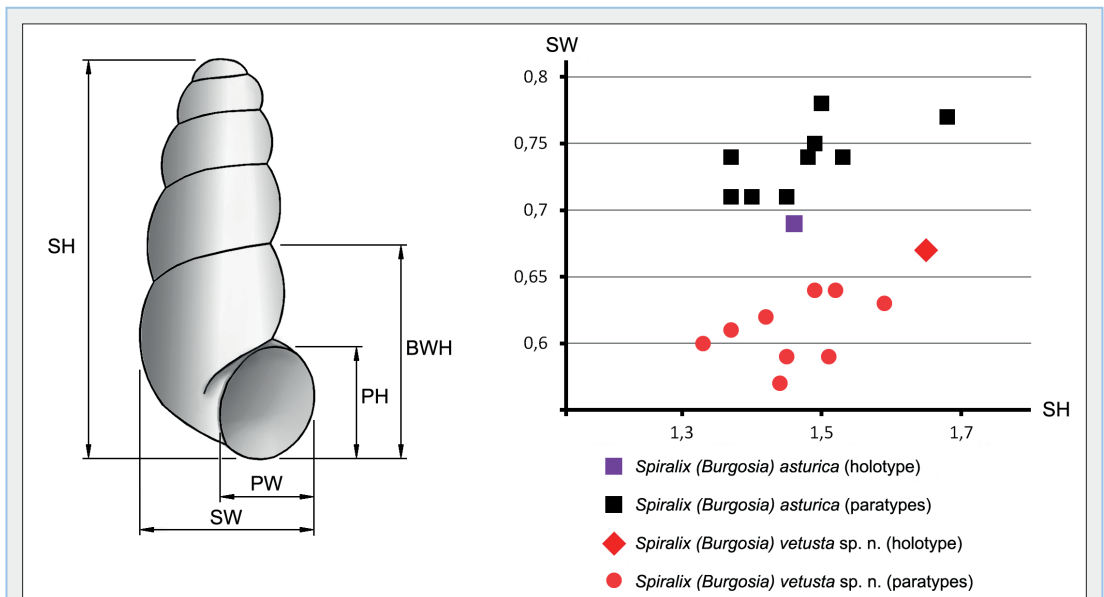 SH
BWH
PH
PW
SW
SW
0,8
0,75
0,7
0,65
0,6
SH
1,3 1,5 1,7
Spiralix (Burgosia) asturica (holotype)
Spiralix (Burgosia) asturica (paratypes)
Spiralix (Burgosia) vetusta sp. n. (holotype)
Spiralix (Burgosia) vetusta sp. n. (paratypes)